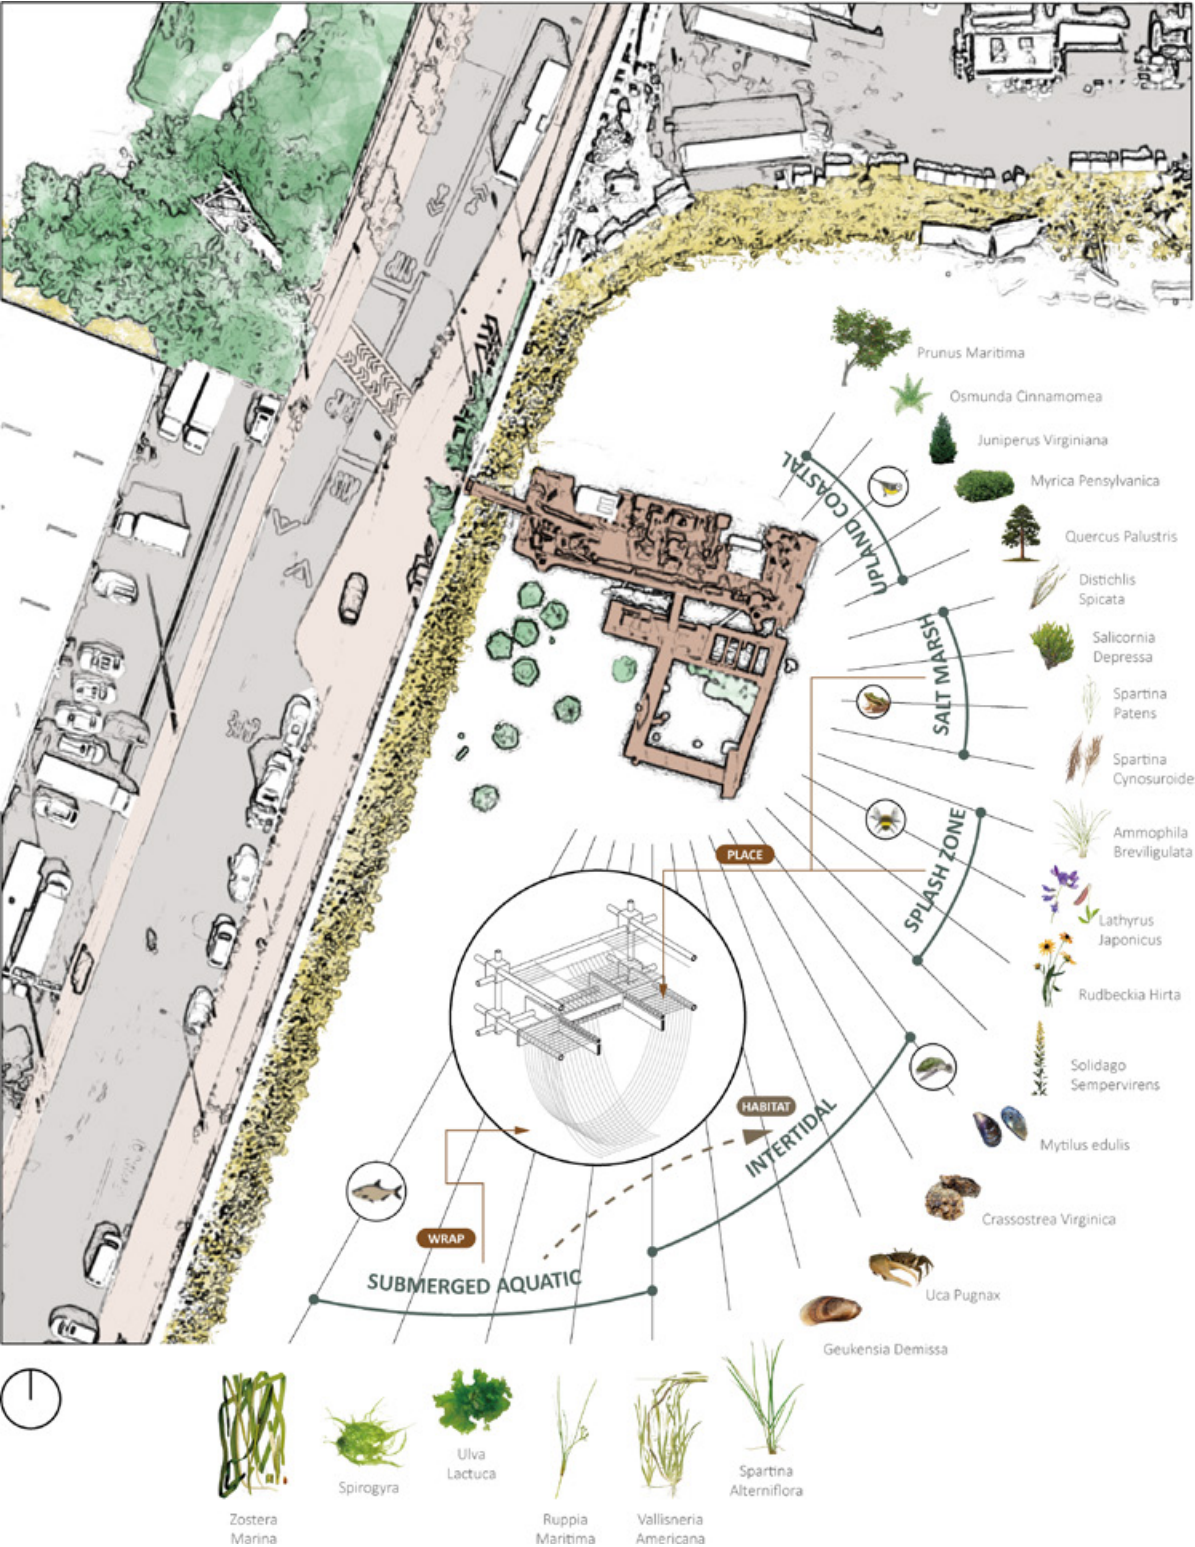 Prunus Maritima
Osmunda Cinnamomea
Juniperus Virginiana
Myrica Pensylvanica
Quercus Palustris
Distichlis
Spicata
Salicornia
Depressa
Spartina
Patens
Spartina
Cynosuroide
Ammophila
Breviligulata
Lathyrus
Japonicus
Rudbeckia Hirta
Solidago
Sempervirens
Mytilus edulis
Crassostrea Virginica
Uca Pugnax
Geukensia Demissa
UPLAND COASTAL
SALT MARSH
SPLASH ZONE
PLACE
HABITAT
INTERTIDAL
WRAP
SUBMERGED AQUATIC
Zostera
Marina
Spirogyra
Ulva
Lactuca
Ruppia
Maritima
Vallisneria
Americana
Spartina
Alterniflora